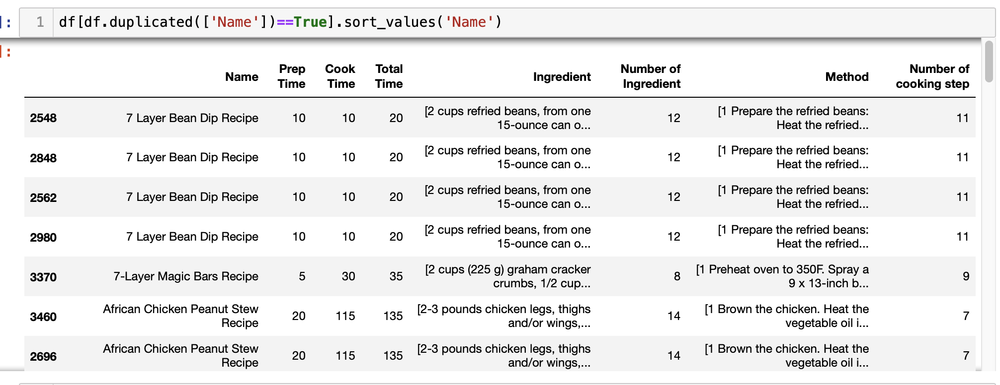 ]:
1 df[df.duplicated(['Name'])==True].sort_values('Name')
]:
Name Prep Time Cook Time Total Time Ingredient Number of Ingredient Method Number of cooking step
2548 7 Layer Bean Dip Recipe 10 10 20 [2 cups refried beans, from one 15-ounce can o... 12 [1 Prepare the refried beans: Heat the refried... 11
2848 7 Layer Bean Dip Recipe 10 10 20 [2 cups refried beans, from one 15-ounce can o... 12 [1 Prepare the refried beans: Heat the refried... 11
2562 7 Layer Bean Dip Recipe 10 10 20 [2 cups refried beans, from one 15-ounce can o... 12 [1 Prepare the refried beans: Heat the refried... 11
2980 7 Layer Bean Dip Recipe 10 10 20 [2 cups refried beans, from one 15-ounce can o... 12 [1 Prepare the refried beans: Heat the refried... 11
3370 7-Layer Magic Bars Recipe 5 30 35 [2 cups (225 g) graham cracker crumbs, 1/2 cup... 8 [1 Preheat oven to 350F. Spray a 9 x 13-inch b... 9
3460 African Chicken Peanut Stew Recipe 20 115 135 [2-3 pounds chicken legs, thighs and/or wings,... 14 [1 Brown the chicken. Heat the vegetable oil i... 7
2696 African Chicken Peanut Stew Recipe 20 115 135 [2-3 pounds chicken legs, thighs and/or wings,... 14 [1 Brown the chicken. Heat the vegetable oil i... 7